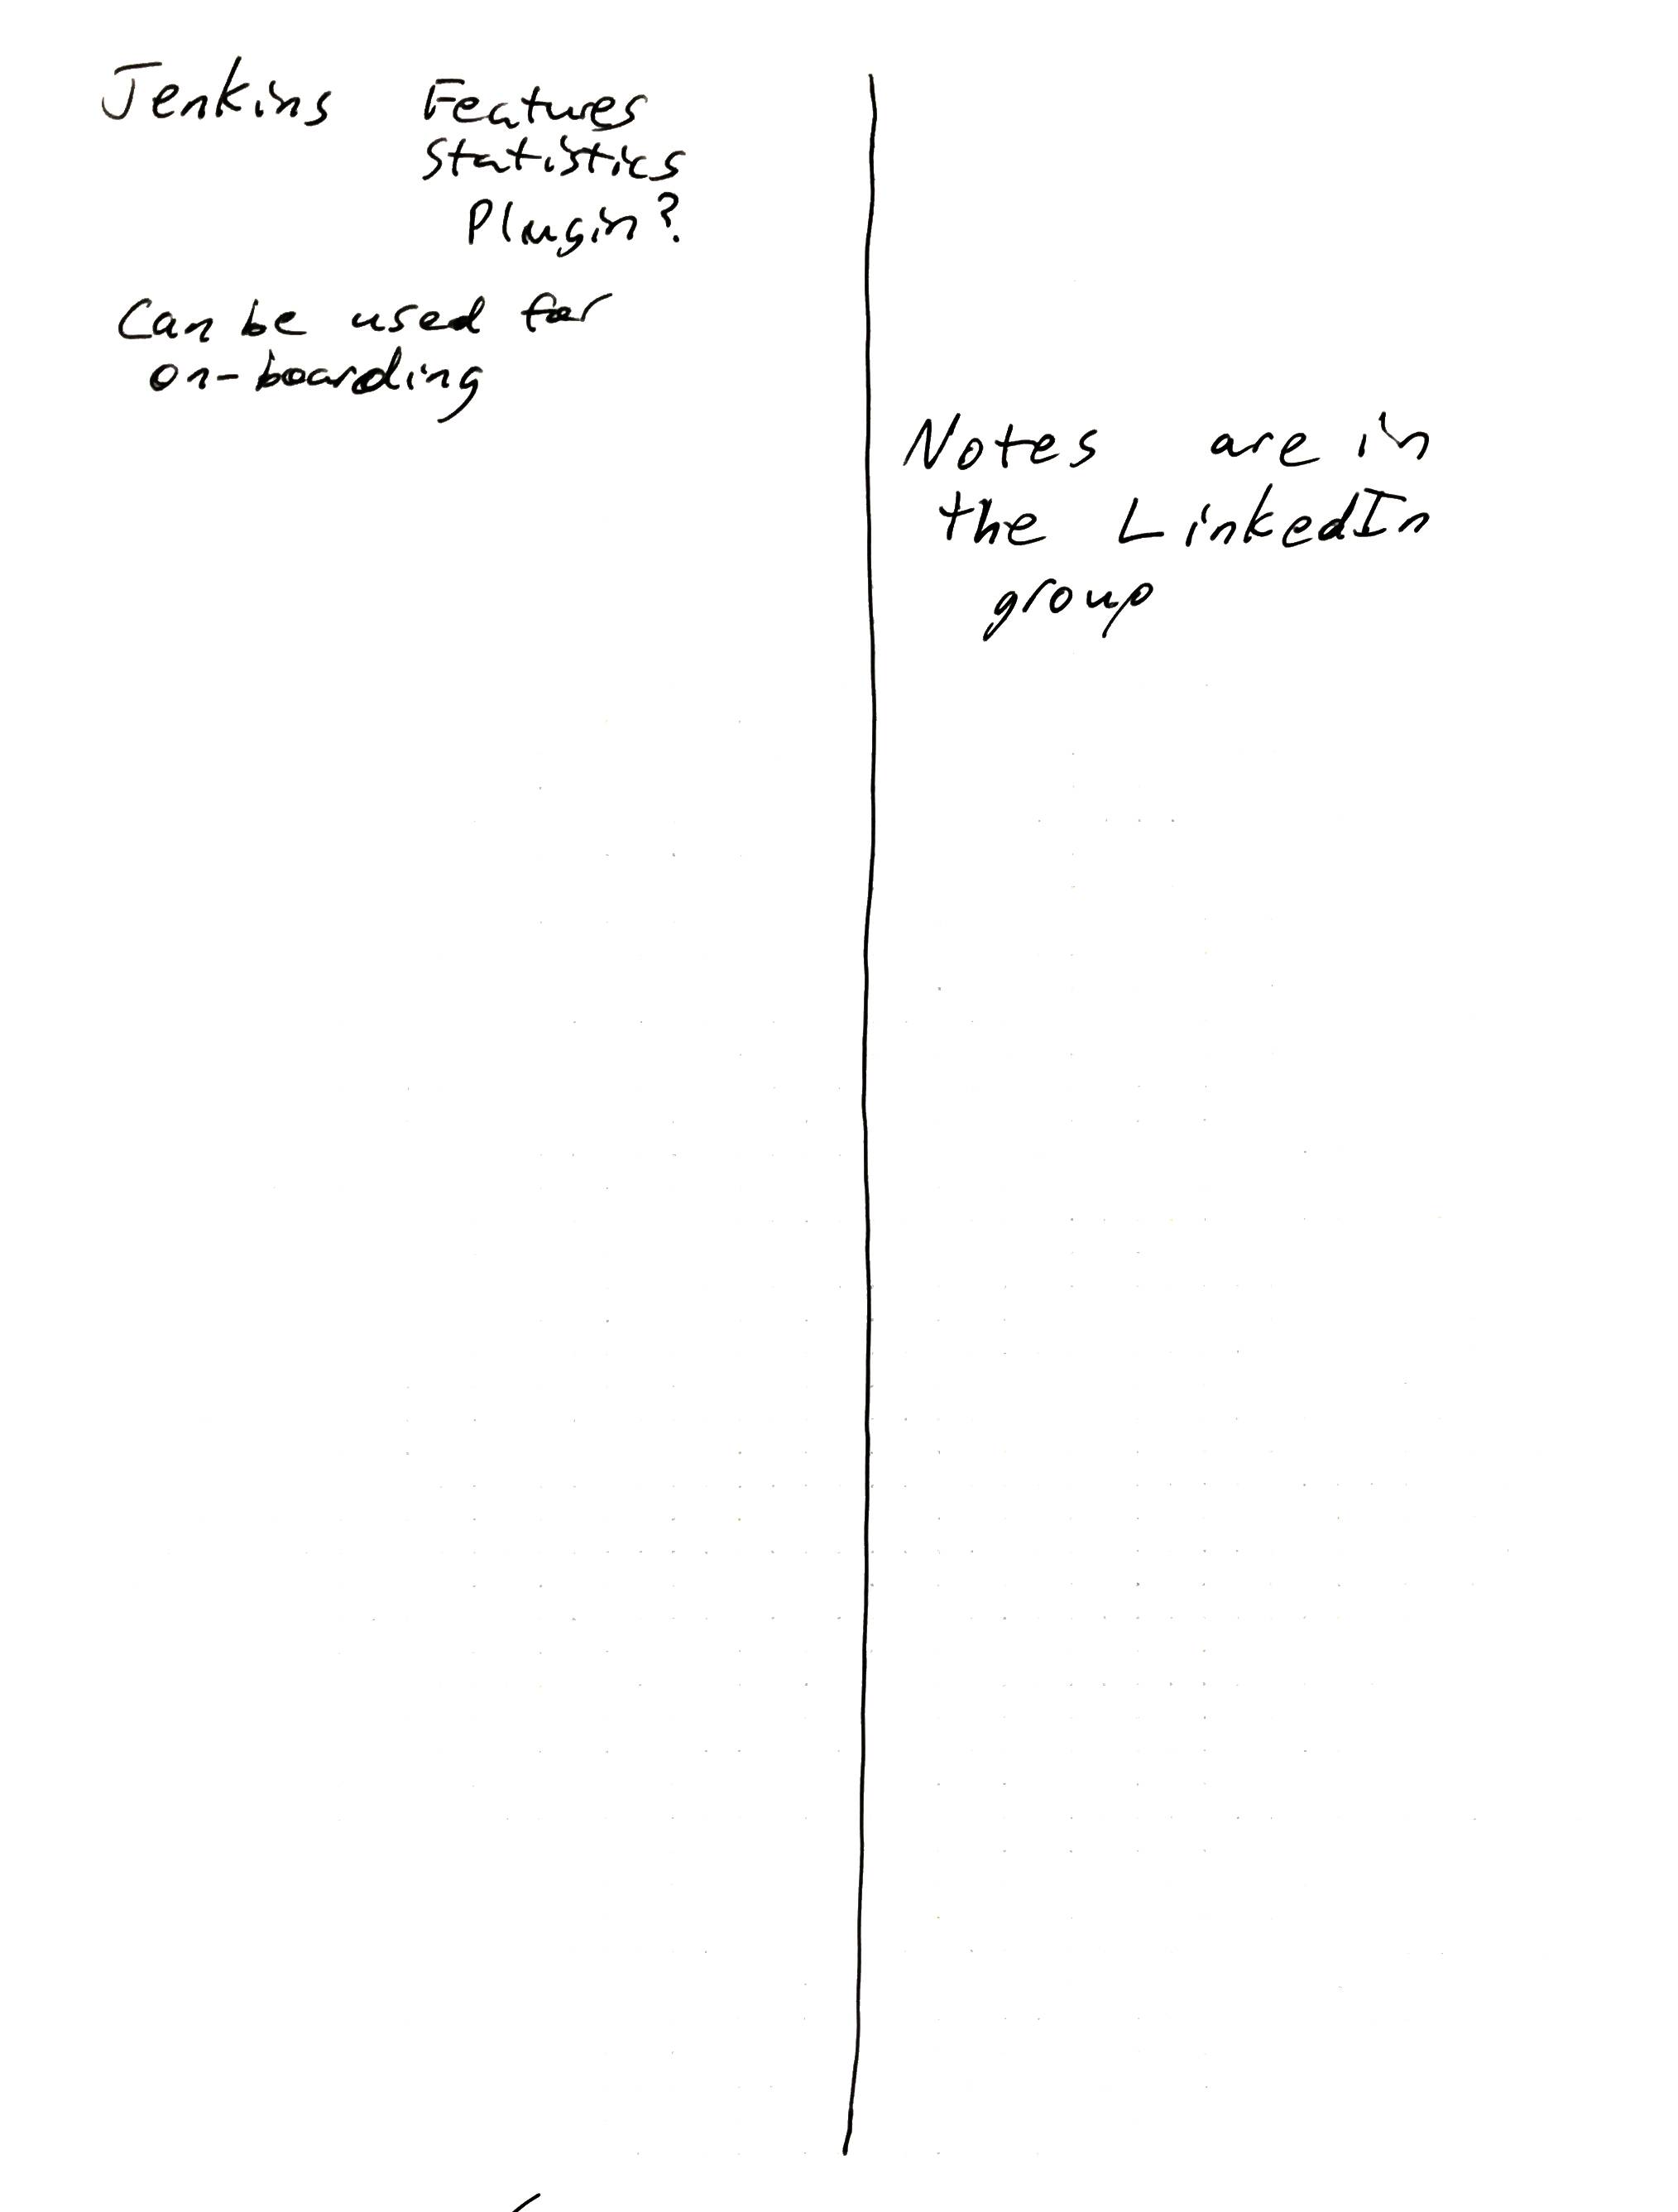 Jenkins Features
Statistics
Plugin?
Can be used for
on-boarding
Notes are in
the LinkedIn
group